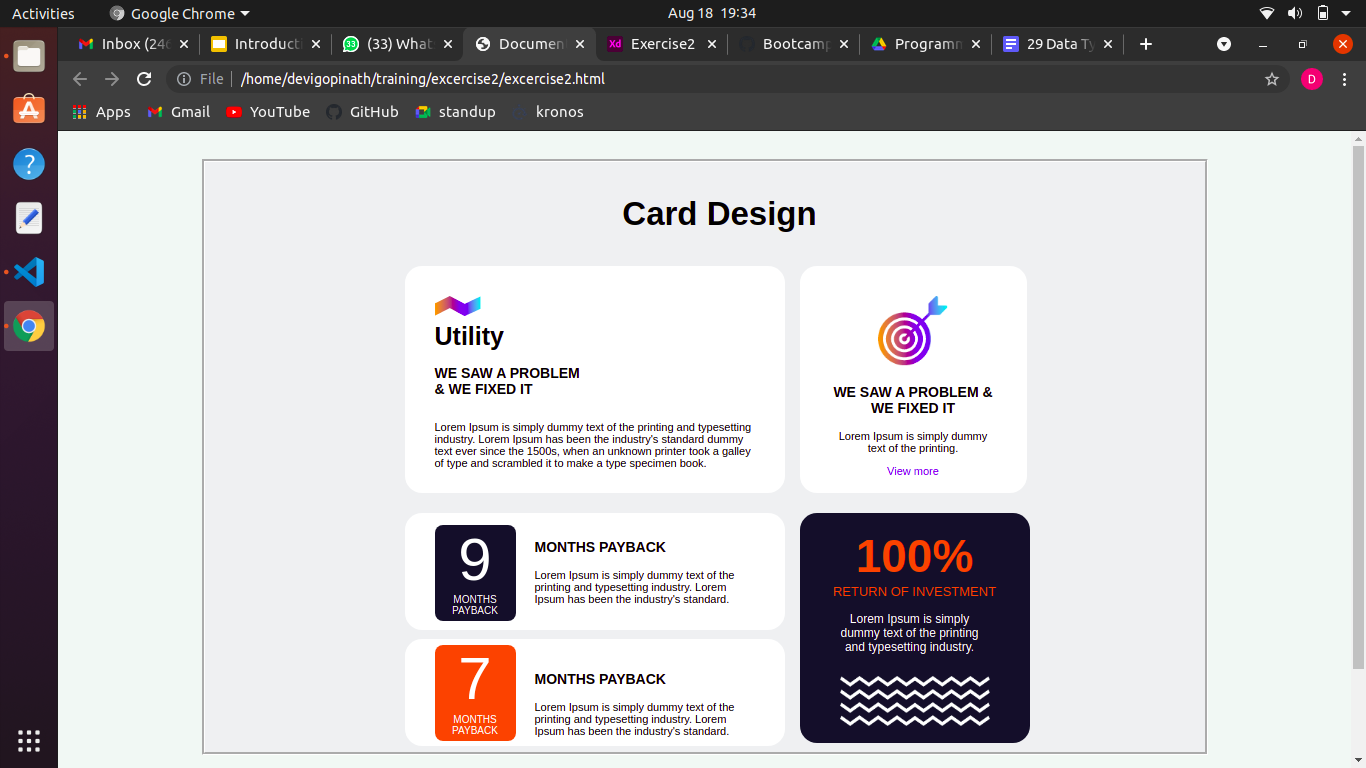 Activities
Google Chrome
Aug 18 19:34
Inbox (24
Introducti
(33) What
Documen
Exercise2
Bootcamp
Programm
29 Data Ty
File
/home/devigopinath/training/excercise2/excercise2.html
D
Apps
Gmail
YouTube
GitHub
standup
kronos
Card Design
Utility
WE SAW A PROBLEM
& WE FIXED IT
Lorem Ipsum is simply dummy text of the printing and typesetting
industry. Lorem Ipsum has been the industry's standard dummy
text ever since the 1500s, when an unknown printer took a galley
of type and scrambled it to make a type specimen book.
WE SAW A PROBLEM &
WE FIXED IT
Lorem Ipsum is simply dummy
text of the printing.
View more
9
MONTHS
PAYBACK
MONTHS PAYBACK
Lorem Ipsum is simply dummy text of the
printing and typesetting industry. Lorem
Ipsum has been the industry's standard.
7
MONTHS
PAYBACK
MONTHS PAYBACK
Lorem Ipsum is simply dummy text of the
printing and typesetting industry. Lorem
Ipsum has been the industry's standard.
100%
RETURN OF INVESTMENT
Lorem Ipsum is simply
dummy text of the printing
and typesetting industry.